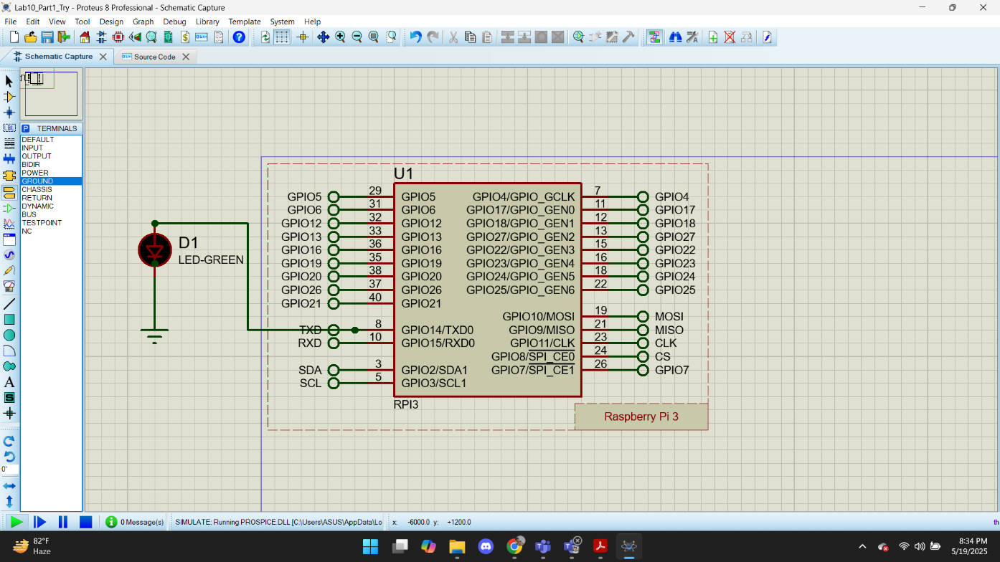 Lab10_Part1_Try - Proteus 8 Professional - Schematic Capture
File Edit View Tool Design Graph Debug Library Template System Help
Schematic Capture
Source Code
P TERMINALS
DEFAULT
INPUT
OUTPUT
BIDIR
POWER
GROUND
CHASSIS
RETURN
DYNAMIC
BUS
TESTPOINT
NC
LBL
A
S
0°
D1
LED-GREEN
U1
GPIO5 29 GPIO5 GPIO4/GPIO_GCLK 7 GPIO4
GPIO6 31 GPIO6 GPIO17/GPIO_GEN0 11 GPIO17
GPIO12 32 GPIO12 GPIO18/GPIO_GEN1 12 GPIO18
GPIO13 33 GPIO13 GPIO27/GPIO_GEN2 13 GPIO27
GPIO16 36 GPIO16 GPIO22/GPIO_GEN3 15 GPIO22
GPIO19 35 GPIO19 GPIO23/GPIO_GEN4 16 GPIO23
GPIO20 38 GPIO20 GPIO24/GPIO_GEN5 18 GPIO24
GPIO26 37 GPIO26 GPIO25/GPIO_GEN6 22 GPIO25
GPIO21 40 GPIO21
GPIO10/MOSI 19 MOSI
TXD 8 GPIO14/TXD0 GPIO9/MISO 21 MISO
RXD 10 GPIO15/RXD0 GPIO11/CLK 23 CLK
GPIO8/SPI_CE0 24 CS
SDA 3 GPIO2/SDA1 GPIO7/SPI_CE1 26 GPIO7
SCL 5 GPIO3/SCL1
RPI3
Raspberry Pi 3
0 Message(s) SIMULATE: Running PROSPICE.DLL [C:\Users\ASUS\AppData\Lo x: -6000.0 y: +1200.0 th
82°F
Haze
8:34 PM
5/19/2025